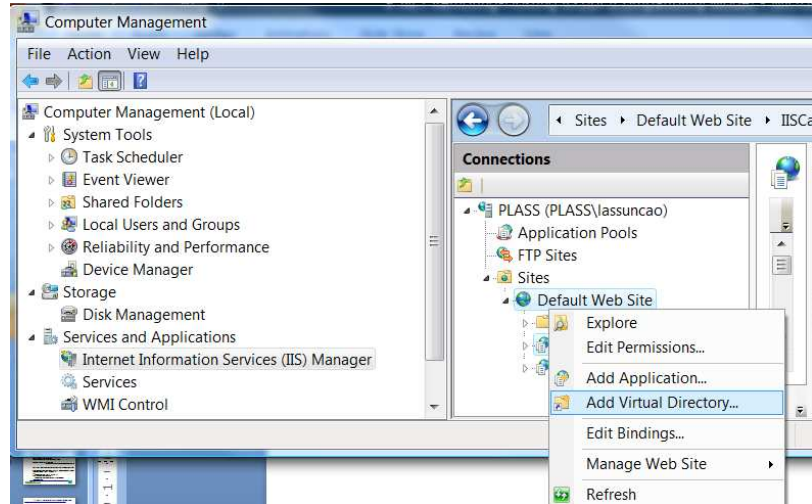 Computer Management
File Action View Help
Computer Management (Local)
System Tools
Task Scheduler
Event Viewer
Shared Folders
Local Users and Groups
Reliability and Performance
Device Manager
Storage
Disk Management
Services and Applications
Internet Information Services (IIS) Manager
Services
WMI Control
Sites Default Web Site IISCa
Connections
PLASS (PLASS\lassuncao)
Application Pools
FTP Sites
Sites
Default Web Site
Explore
Edit Permissions...
Add Application...
Add Virtual Directory...
Edit Bindings...
Manage Web Site
Refresh